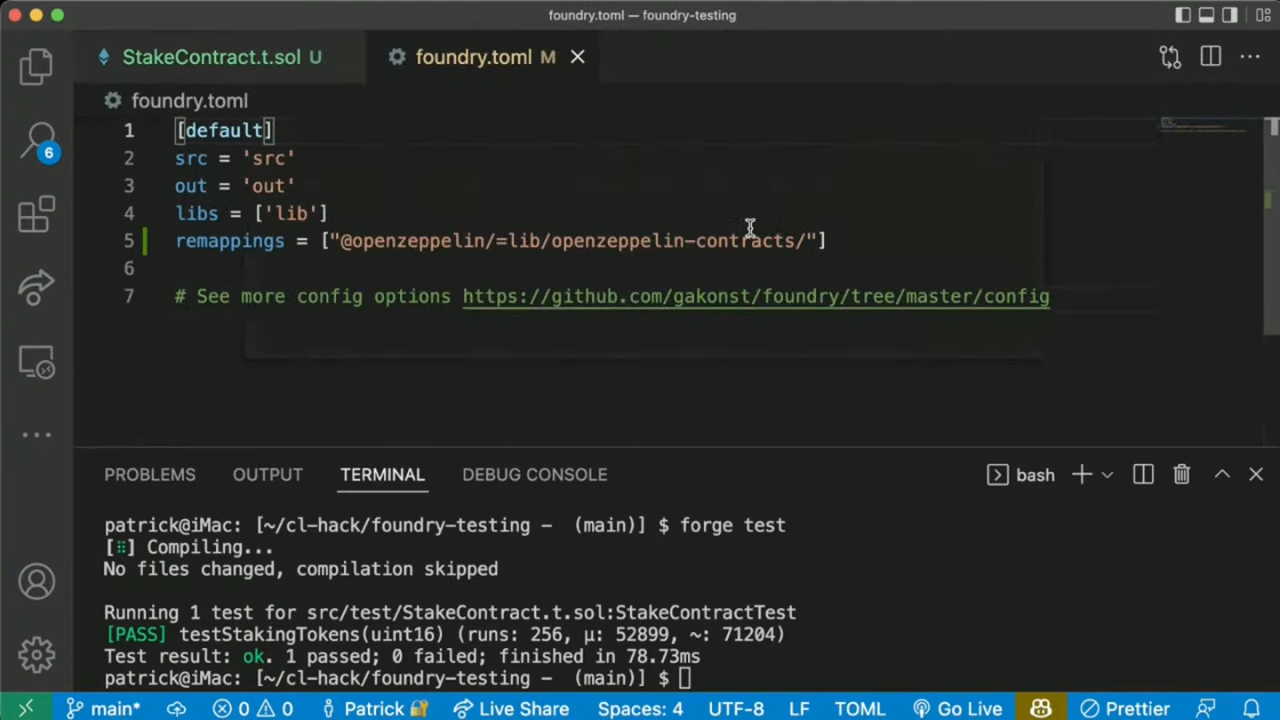 foundry.toml — foundry-testing
StakeContract.t.sol U
foundry.toml M
foundry.toml
1 [default]
2 src = 'src'
3 out = 'out'
4 libs = ['lib']
5 remappings = ["@openzeppelin/=lib/openzeppelin-contracts/"]
6
7 # See more config options https://github.com/gakonst/foundry/tree/master/config
6
PROBLEMS OUTPUT TERMINAL DEBUG CONSOLE
bash
patrick@iMac: [~/cl-hack/foundry-testing - (main)] $ forge test
[⠿] Compiling...
No files changed, compilation skipped
Running 1 test for src/test/StakeContract.t.sol:StakeContractTest
[PASS] testStakingTokens(uint16) (runs: 256, μ: 52899, ~: 71204)
Test result: ok. 1 passed; 0 failed; finished in 78.73ms
patrick@iMac: [~/cl-hack/foundry-testing - (main)] $
main* 0 0 Patrick🔐 Live Share Spaces: 4 UTF-8 LF TOML Go Live Prettier